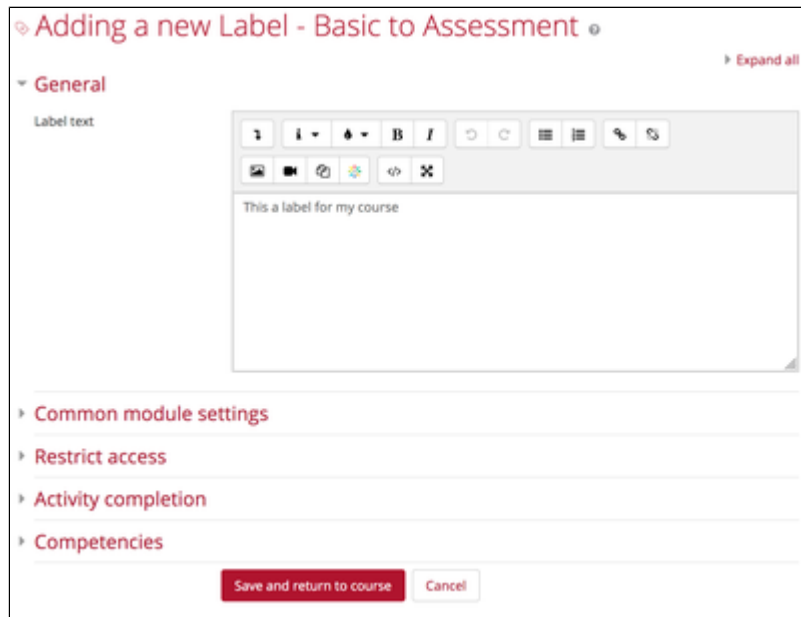 Adding a new Label - Basic to Assessment
Expand all
General
Label text
B I
This a label for my course
Common module settings
Restrict access
Activity completion
Competencies
Save and return to course Cancel